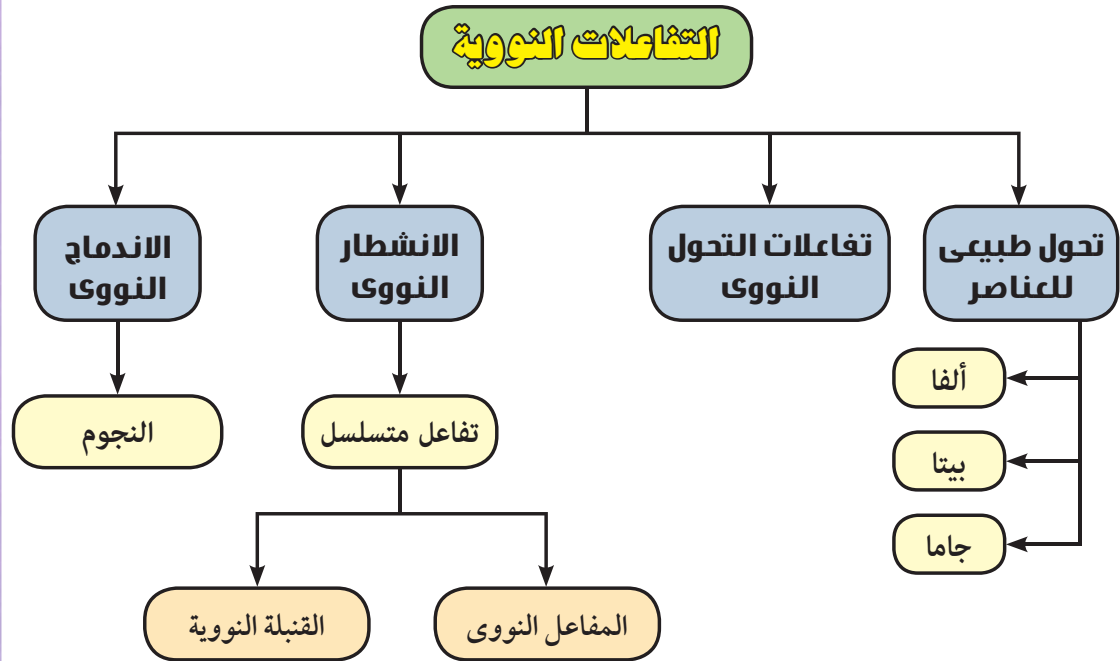 التفاعلات النووية
تحول طبيعى
للعناصر
تفاعلات التحول
النووى
الانشطار
النووى
الاندماج
النووى
ألفا
بيتا
جاما
تفاعل متسلسل
النجوم
المفاعل النووى
القنبلة النووية